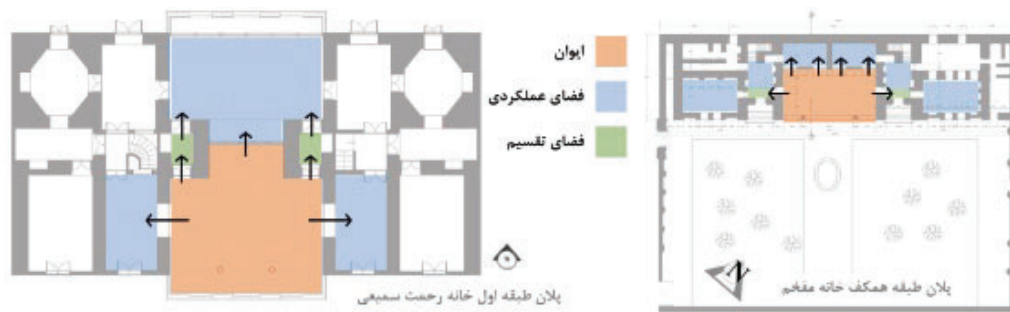 ایوان
فضای عملکردی
فضای تقسیم
پلان طبقه اول خانه رحمت سمیعی
N
پلان طبقه همکف خانه مفخم